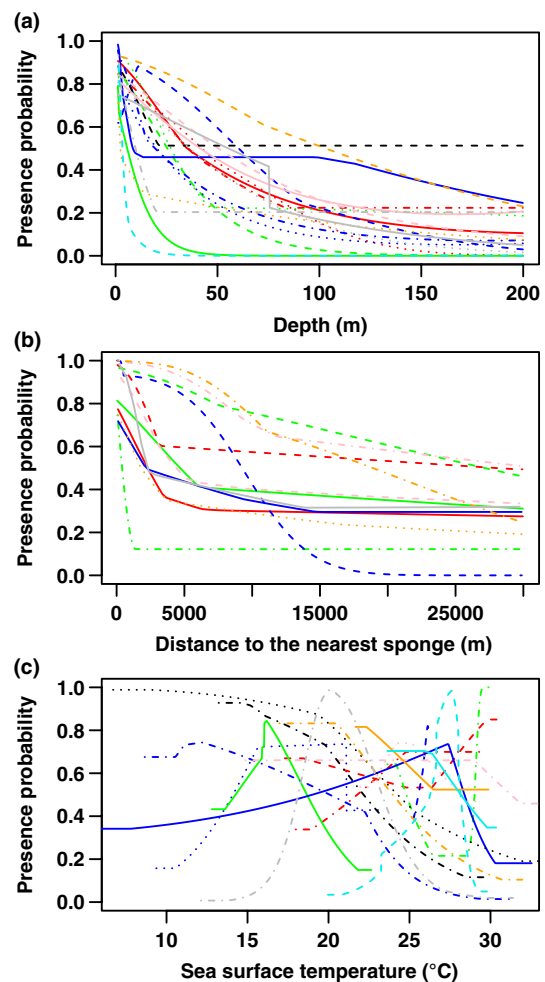 (a)
Presence probability
1.0
0.8
0.6
0.4
0.2
0.0
0 50 100 150 200
Depth (m)
(b)
Presence probability
1.0
0.8
0.6
0.4
0.2
0.0
0 5000 15000 25000
Distance to the nearest sponge (m)
(c)
Presence probability
1.0
0.8
0.6
0.4
0.2
0.0
10 15 20 25 30
Sea surface temperature (°C)